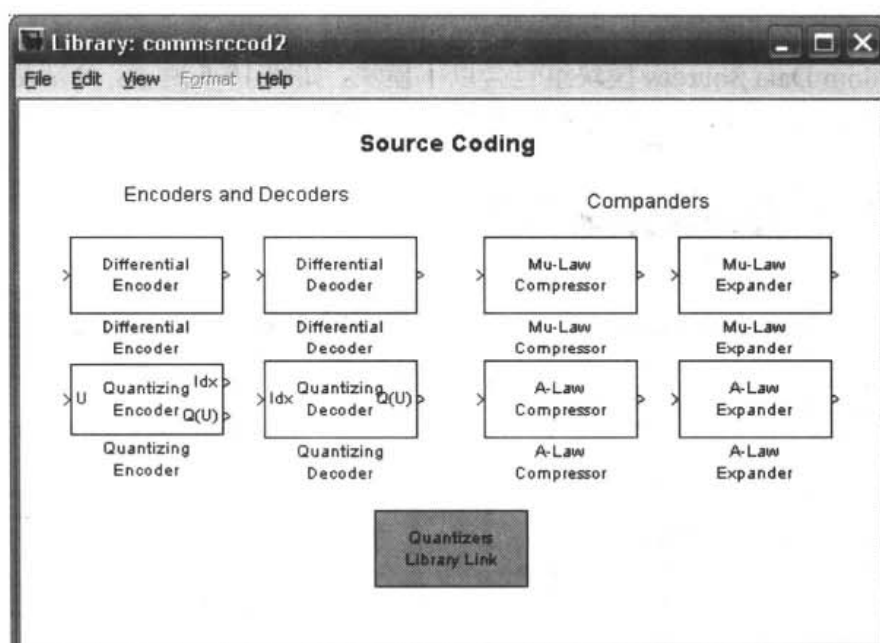 Library: commsrccod2
File Edit View Format Help
Source Coding
Encoders and Decoders
Companders
Differential
Encoder
Differential
Encoder
Differential
Decoder
Differential
Decoder
Mu-Law
Compressor
Mu-Law
Compressor
Mu-Law
Expander
Mu-Law
Expander
U
Quantizing
Encoder
Idx
Q(U)
Quantizing
Encoder
Idx
Quantizing
Decoder
Q(U)
Quantizing
Decoder
A-Law
Compressor
A-Law
Compressor
A-Law
Expander
A-Law
Expander
Quantizers
Library Link